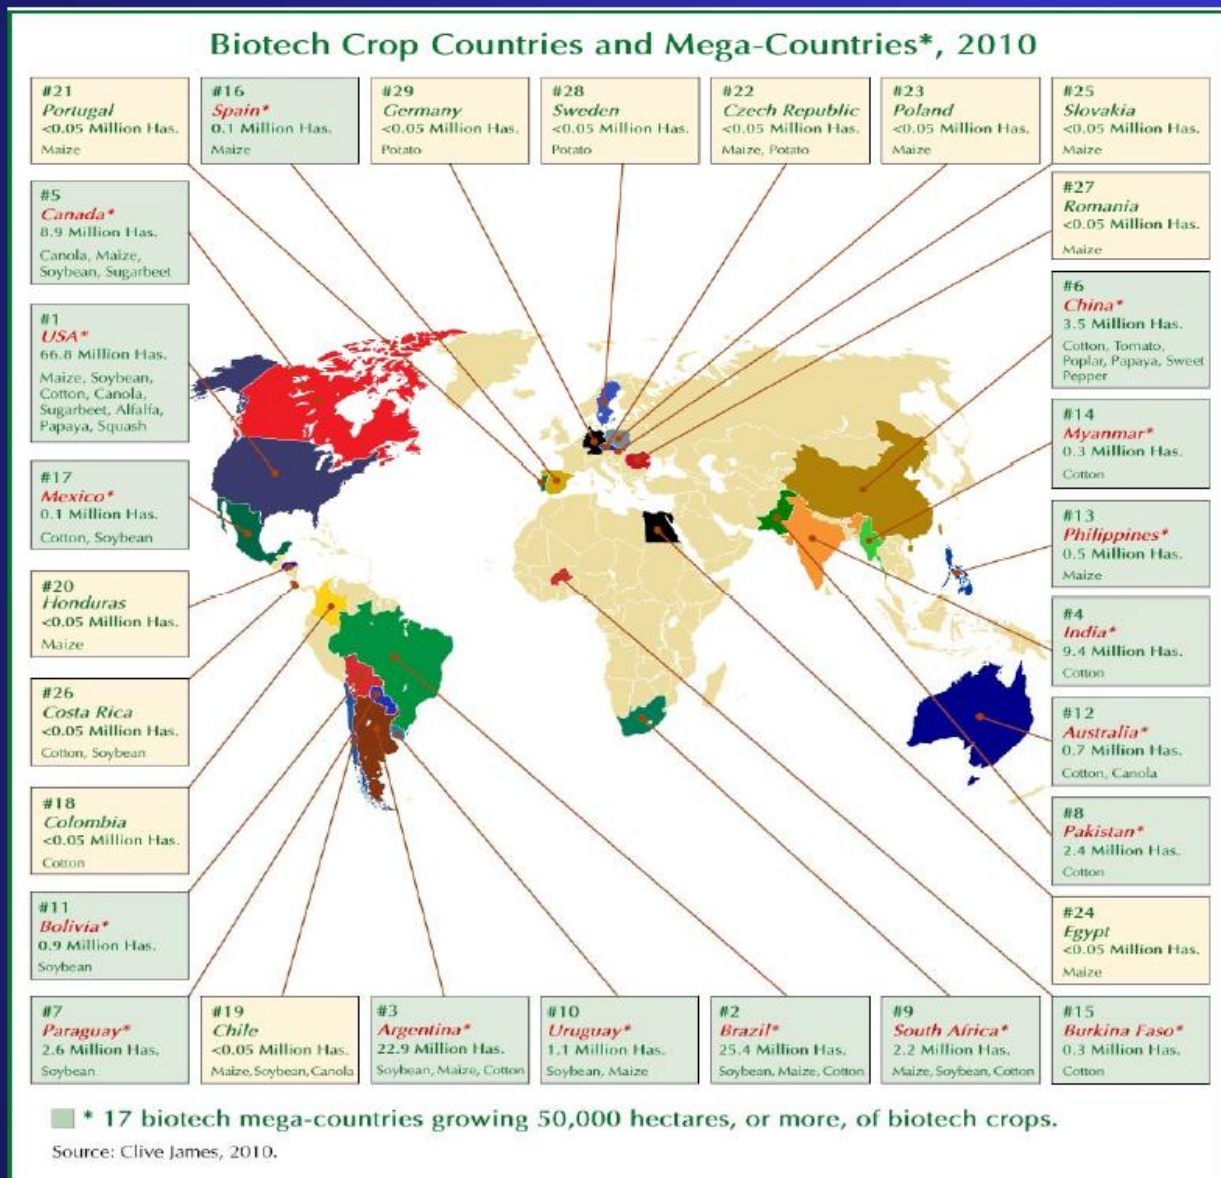 Biotech Crop Countries and Mega-Countries*, 2010
#21
Portugal
<0.05 Million Has.
Maize
#16
Spain*
0.1 Million Has.
Maize
#29
Germany
<0.05 Million Has.
Potato
#28
Sweden
<0.05 Million Has.
Potato
#22
Czech Republic
<0.05 Million Has.
Maize, Potato
#23
Poland
<0.05 Million Has.
Maize
#25
Slovakia
<0.05 Million Has.
Maize
#5
Canada*
8.9 Million Has.
Canola, Maize,
Soybean, Sugarbeet
#1
USA*
66.8 Million Has.
Maize, Soybean,
Cotton, Canola,
Sugarbeet, Alfalfa,
Papaya, Squash
#17
Mexico*
0.1 Million Has.
Cotton, Soybean
#20
Honduras
<0.05 Million Has.
Maize
#26
Costa Rica
<0.05 Million Has.
Cotton, Soybean
#18
Colombia
<0.05 Million Has.
Cotton
#11
Bolivia*
0.9 Million Has.
Soybean
#27
Romania
<0.05 Million Has.
Maize
#6
China*
3.5 Million Has.
Cotton, Tomato,
Poplar, Papaya, Sweet
Pepper
#14
Myanmar*
0.3 Million Has.
Cotton
#13
Philippines*
0.5 Million Has.
Maize
#4
India*
9.4 Million Has.
Cotton
#12
Australia*
0.7 Million Has.
Cotton, Canola
#8
Pakistan*
2.4 Million Has.
Cotton
#24
Egypt
<0.05 Million Has.
Maize
#7
Paraguay*
2.6 Million Has.
Soybean
#19
Chile
<0.05 Million Has.
Maize, Soybean, Canola
#3
Argentina*
22.9 Million Has.
Soybean, Maize, Cotton
#10
Uruguay*
1.1 Million Has.
Soybean, Maize
#2
Brazil*
25.4 Million Has.
Soybean, Maize, Cotton
#9
South Africa*
2.2 Million Has.
Maize, Soybean, Cotton
#15
Burkina Faso*
0.3 Million Has.
Cotton
* 17 biotech mega-countries growing 50,000 hectares, or more, of biotech crops.
Source: Clive James, 2010.